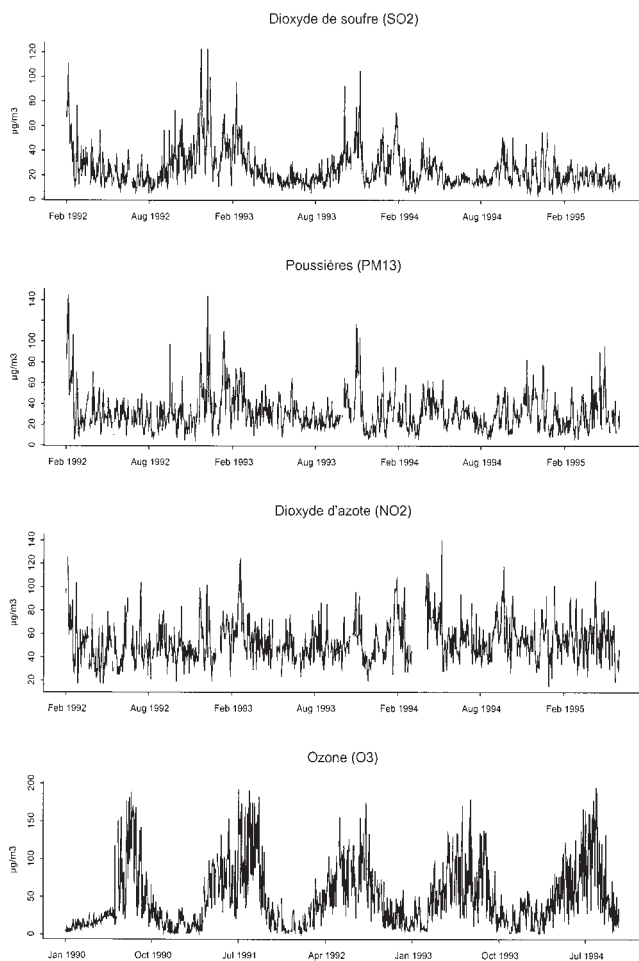 Dioxyde de soufre (SO2)
120
100
80
60
40
20
0
µg/m3
Feb 1992 Aug 1992 Feb 1993 Aug 1993 Feb 1994 Aug 1994 Feb 1995
Poussières (PM13)
140
100
80
60
40
20
0
µg/m3
Feb 1992 Aug 1992 Feb 1993 Aug 1993 Feb 1994 Aug 1994 Feb 1995
Dioxyde d'azote (NO2)
140
120
100
80
60
40
20
µg/m3
Feb 1992 Aug 1992 Feb 1993 Aug 1993 Feb 1994 Aug 1994 Feb 1995
Ozone (O3)
200
150
100
50
0
µg/m3
Jan 1990 Oct 1990 Jul 1991 Apr 1992 Jan 1993 Oct 1993 Jul 1994